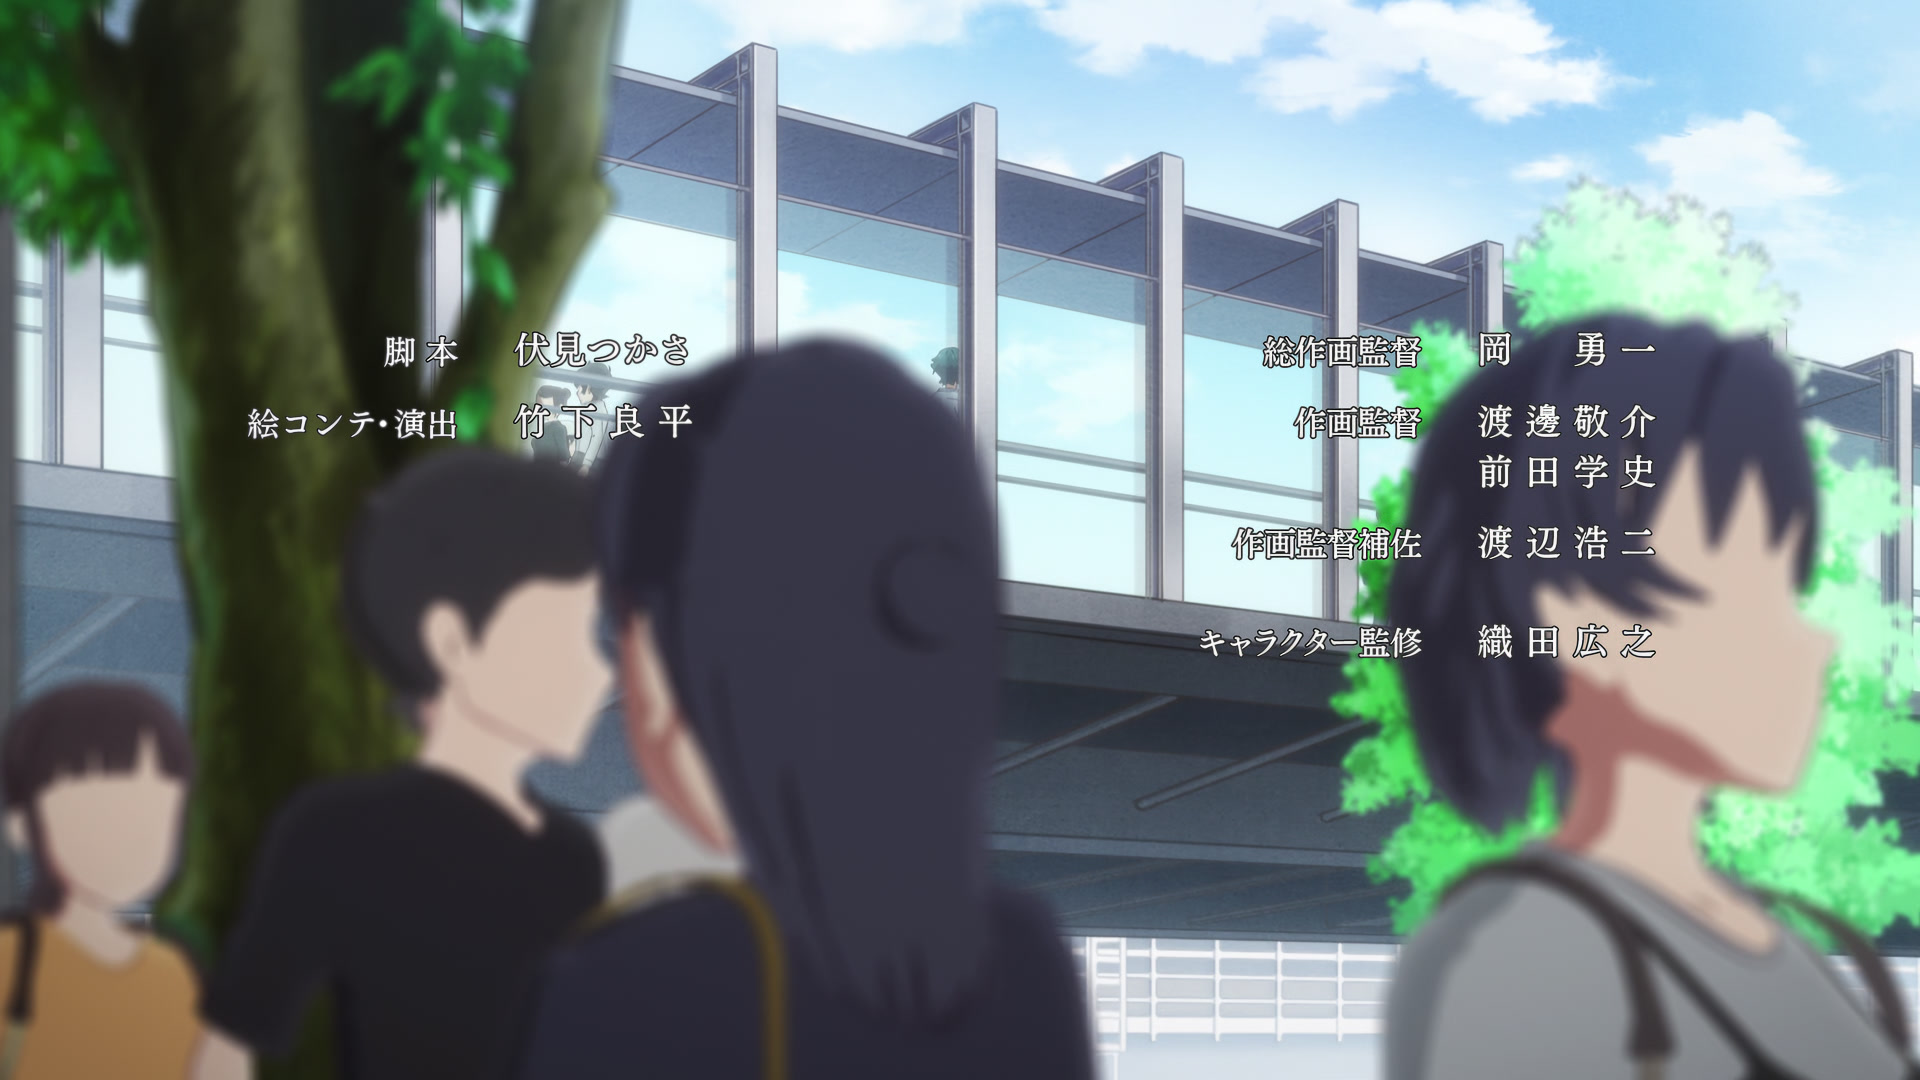 脚本 伏見つかさ
絵コンテ・演出 竹下良平
総作画監督 岡 勇一
作画監督 渡邊敬介
前田学史
作画監督補佐 渡辺浩二
キャラクター監修 織田広之